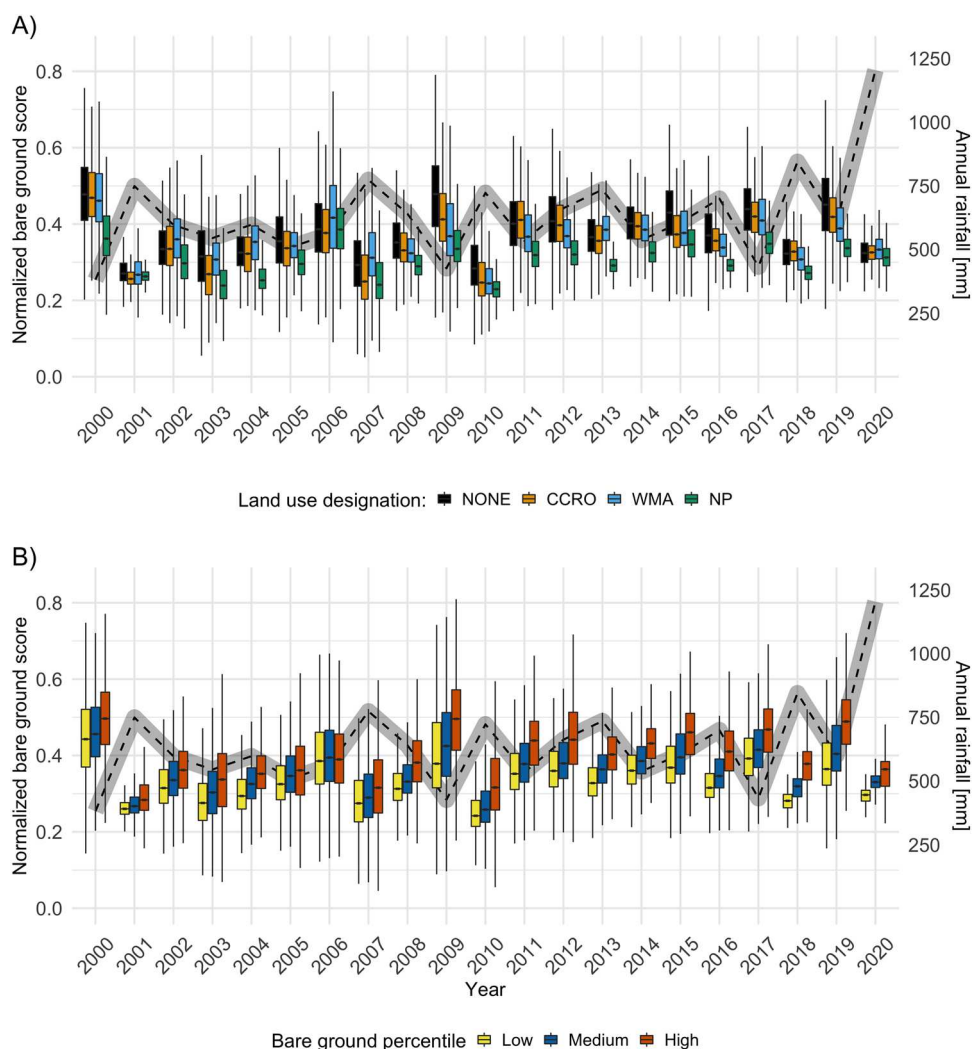 A)
Normalized bare ground score
0.8
0.6
0.4
0.2
0.0
1250
1000
750
500
250
Annual rainfall [mm]
2000 2001 2002 2003 2004 2005 2006 2007 2008 2009 2010 2011 2012 2013 2014 2015 2016 2017 2018 2019 2020
Land use designation: NONE CCRO WMA NP
B)
Normalized bare ground score
0.8
0.6
0.4
0.2
0.0
1250
1000
750
500
250
Annual rainfall [mm]
2000 2001 2002 2003 2004 2005 2006 2007 2008 2009 2010 2011 2012 2013 2014 2015 2016 2017 2018 2019 2020
Year
Bare ground percentile Low Medium High